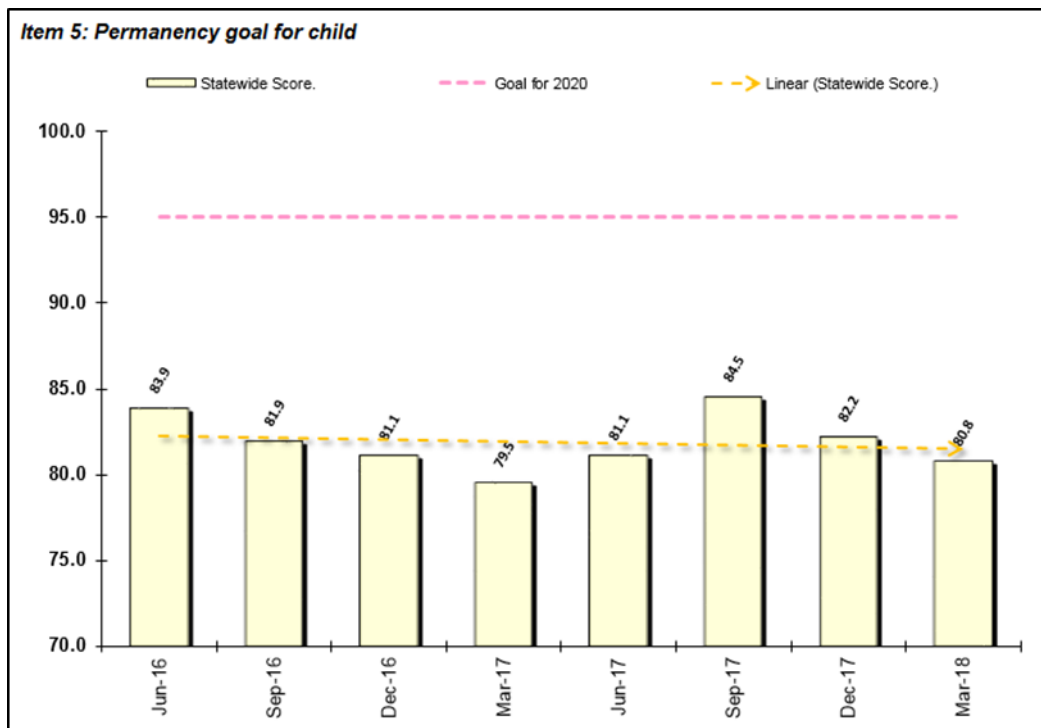 Item 5: Permanency goal for child
Statewide Score. Goal for 2020 Linear (Statewide Score.)
100.0
95.0
90.0
85.0
80.0
75.0
70.0
83.9 81.9 81.1 79.5 81.1 84.5 82.2 80.8
Jun-16 Sep-16 Dec-16 Mar-17 Jun-17 Sep-17 Dec-17 Mar-18